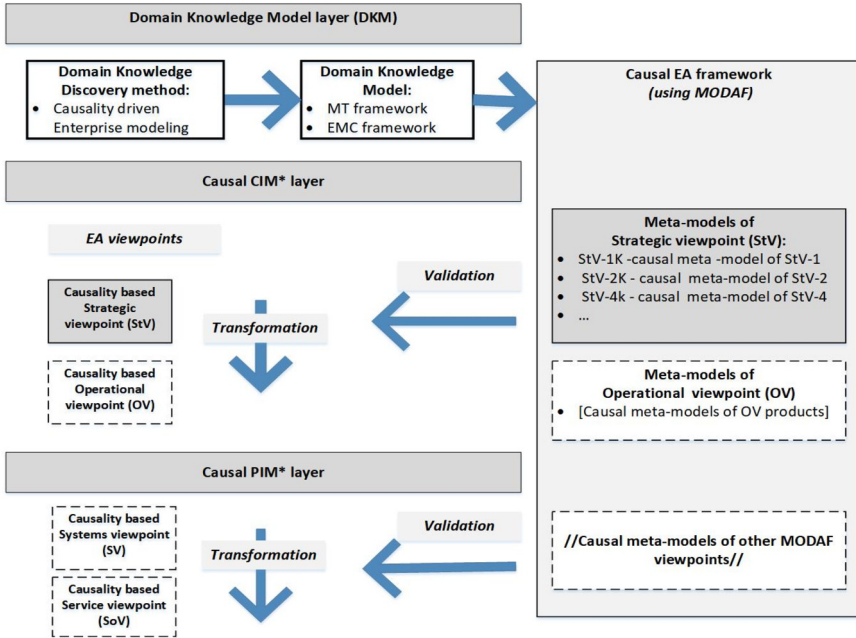 Domain Knowledge Model layer (DKM)
Domain Knowledge
Discovery method:
• Causality driven
Enterprise modeling
Domain Knowledge
Model:
• MT framework
• EMC framework
Causal EA framework
(using MODAF)
Causal CIM* layer
EA viewpoints
Causality based
Strategic
viewpoint (StV)
Causality based
Operational
viewpoint (OV)
Transformation
Validation
Meta-models of
Strategic viewpoint (StV):
• StV-1K -causal meta -model of StV-1
• StV-2K - causal meta-model of StV-2
• StV-4k - causal meta-model of StV-4
• ...
Meta-models of
Operational viewpoint (OV)
• [Causal meta-models of OV products]
Causal PIM* layer
Causality based
Systems viewpoint
(SV)
Causality based
Service viewpoint
(SoV)
Transformation
Validation
//Causal meta-models of other MODAF
viewpoints//